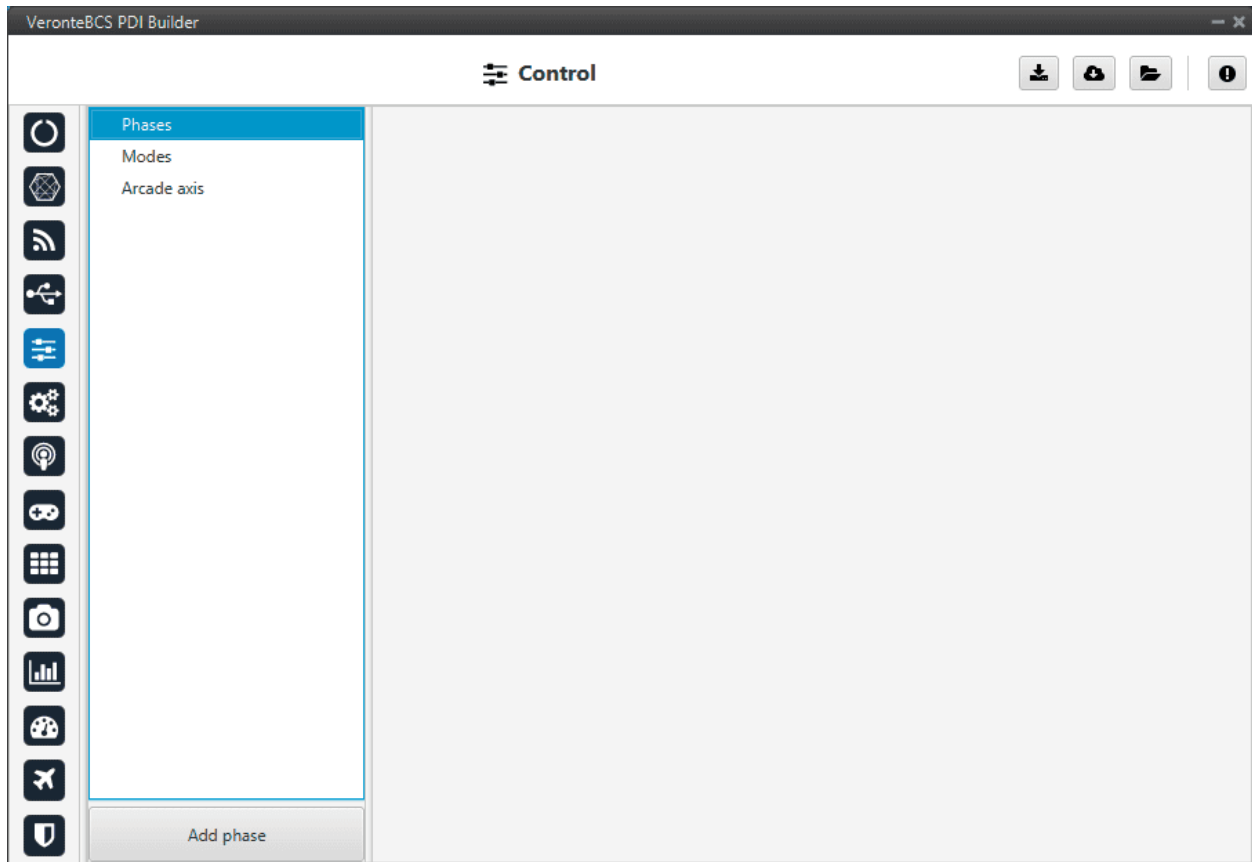 VeronteBCS PDI Builder
Control
Phases
Modes
Arcade axis
Add phase